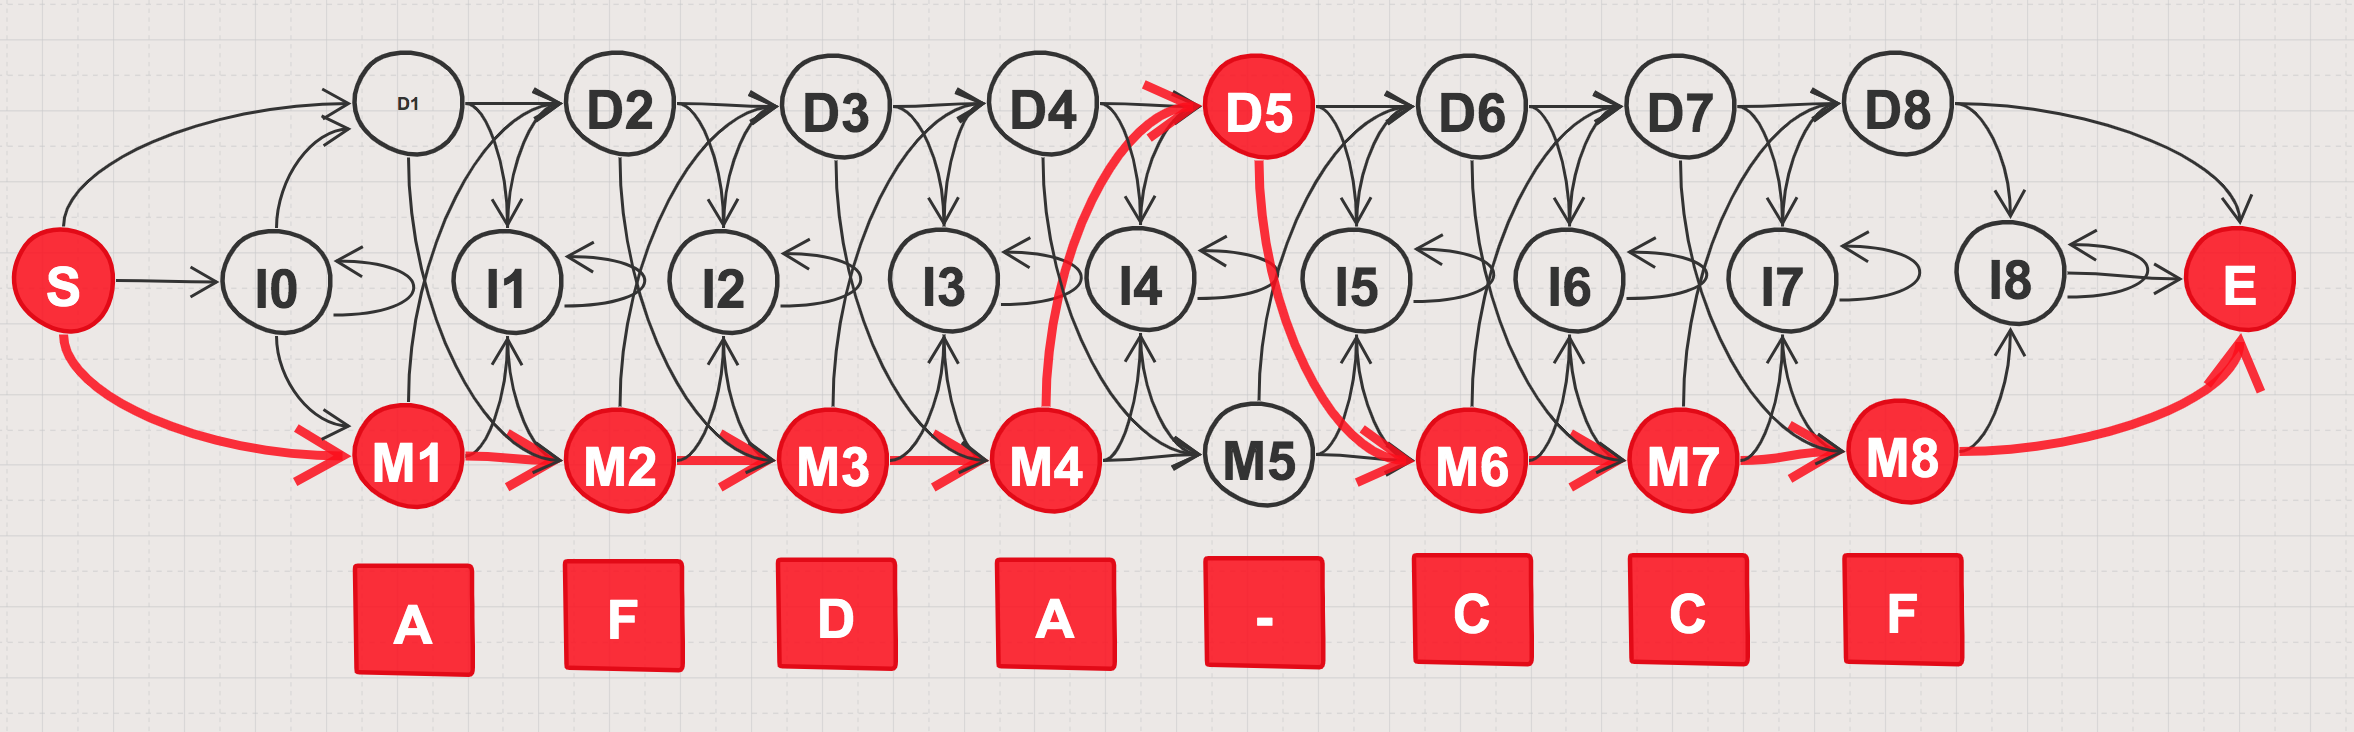 D1 D2 D3 D4 D5 D6 D7 D8
S I0 I1 I2 I3 I4 I5 I6 I7 I8 E
M1 M2 M3 M4 M5 M6 M7 M8
A F D A - C C F